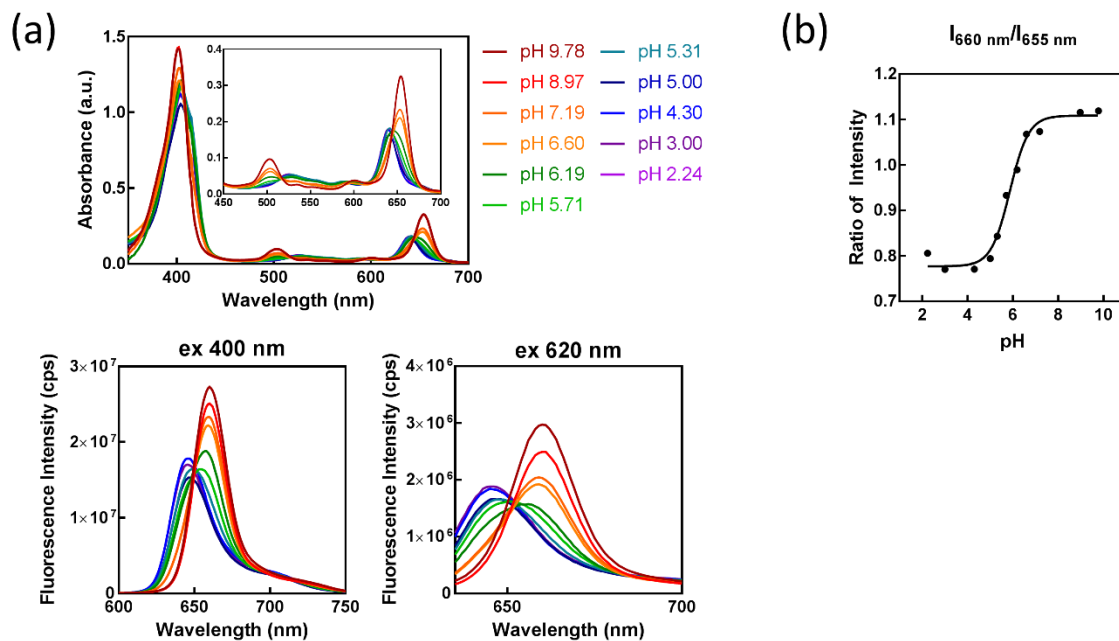 (a)
Absorbance (a.u.)
1.5
1.0
0.5
0.0
400
500
600
700
Wavelength (nm)
0.4
0.3
0.2
0.1
0.0
450
500
550
600
650
700
pH 9.78
pH 8.97
pH 7.19
pH 6.60
pH 6.19
pH 5.71
pH 5.31
pH 5.00
pH 4.30
pH 3.00
pH 2.24
(b)
I660 nm/I655 nm
Ratio of Intensity
1.2
1.1
1.0
0.9
0.8
0.7
2
4
6
8
10
pH
ex 400 nm
Fluorescence Intensity (cps)
3×10^7
2×10^7
1×10^7
0
600
650
700
750
Wavelength (nm)
ex 620 nm
Fluorescence Intensity (cps)
4×10^6
3×10^6
2×10^6
1×10^6
0
650
700
Wavelength (nm)